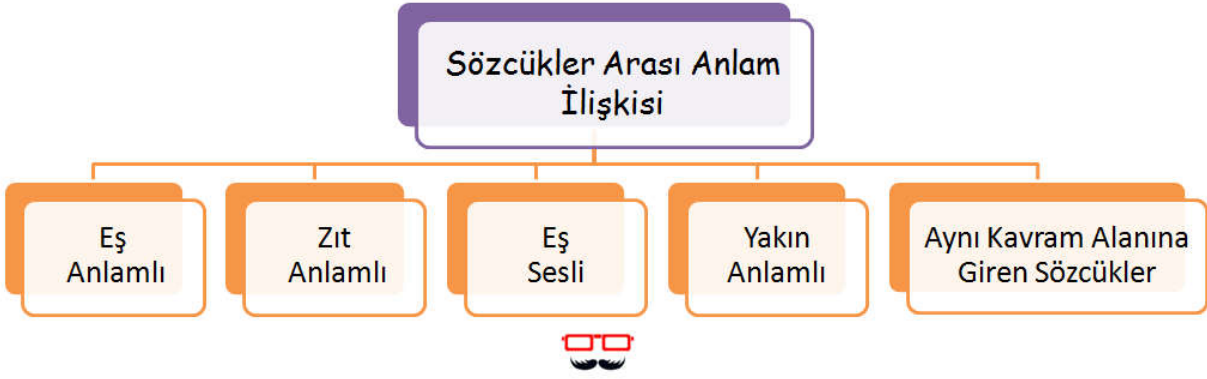 Sözcükler Arası Anlam
İlişkisi
Eş
Anlamlı
Zıt
Anlamlı
Eş
Sesli
Yakın
Anlamlı
Aynı Kavram Alanına
Giren Sözcükler